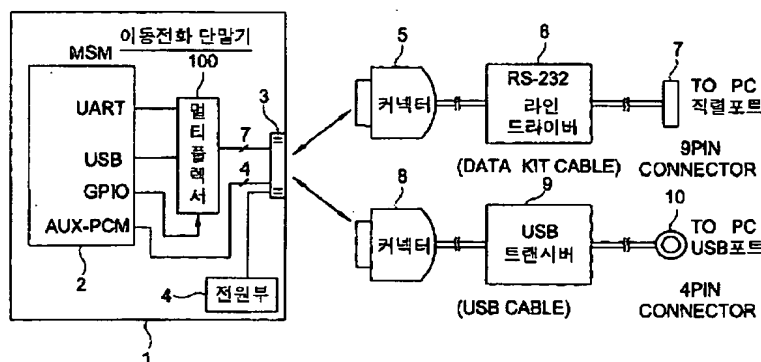 이동전화 단말기
MSM
100
UART
USB
GPIO
AUX-PCM
멀티플렉서
7
4
3
2
4
전원부
1
5
커넥터
6
RS-232
라인
드라이버
7
TO PC
직렬포트
(DATA KIT CABLE)
9PIN
CONNECTOR
8
커넥터
9
USB
트랜시버
10
TO PC
USB포트
(USB CABLE)
4PIN
CONNECTOR